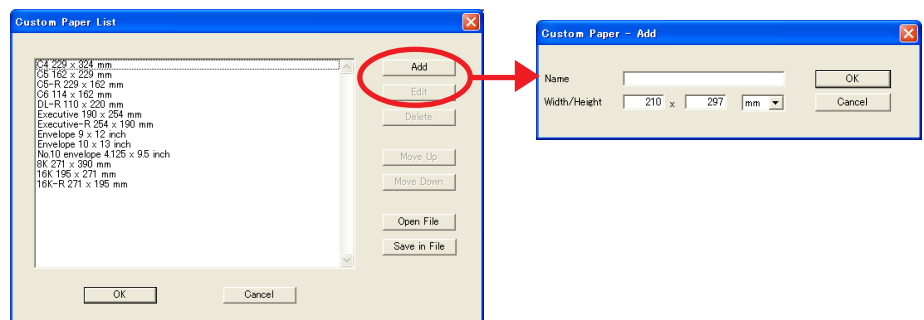 Custom Paper List
C4 229 x 324 mm
C5 162 x 229 mm
C5-R 229 x 162 mm
C6 114 x 162 mm
DL-R 110 x 220 mm
Executive 190 x 254 mm
Executive-R 254 x 190 mm
Envelope 9 x 12 inch
Envelope 10 x 13 inch
No.10 envelope 4.125 x 9.5 inch
8K 271 x 390 mm
16K 195 x 271 mm
16K-R 271 x 195 mm
Add
Edit
Delete
Move Up
Move Down
Open File
Save in File
OK Cancel
Custom Paper - Add
Name OK
Width/Height 210 x 297 mm Cancel